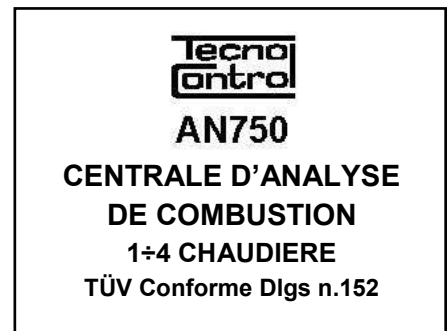 Tecno
Control
AN750
CENTRALE D'ANALYSE
DE COMBUSTION
1÷4 CHAUDIERE
TÜV Conforme Dlgs n.152